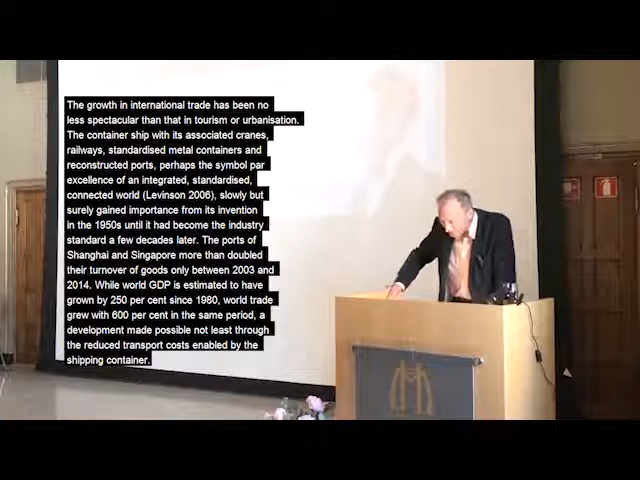 The growth in international trade has been no
less spectacular than that in tourism or urbanisation.
The container ship with its associated cranes,
railways, standardised metal containers and
reconstructed ports, perhaps the symbol par
excellence of an integrated, standardised,
connected world (Levinson 2006), slowly but
surely gained importance from its invention
in the 1950s until it had become the industry
standard a few decades later. The ports of
Shanghai and Singapore more than doubled
their turnover of goods only between 2003 and
2014. While world GDP is estimated to have
grown by 250 per cent since 1980, world trade
grew with 600 per cent in the same period, a
development made possible not least through
the reduced transport costs enabled by the
shipping container.